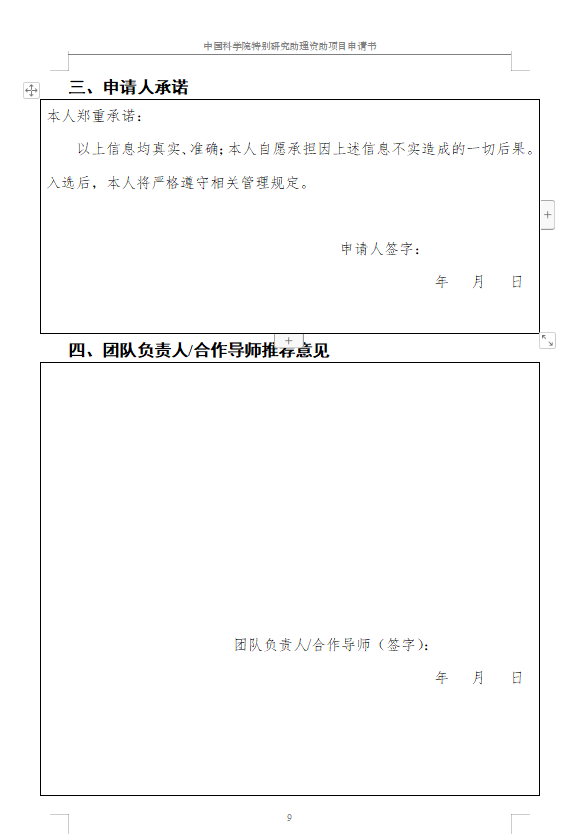 中国科学院特别研究助理资助项目申请书
三、申请人承诺
本人郑重承诺：
以上信息均真实、准确；本人自愿承担因上述信息不实造成的一切后果。
入选后，本人将严格遵守相关管理规定。
申请人签字：
年 月 日
四、团队负责人/合作导师推荐意见
团队负责人/合作导师（签字）：
年 月 日
9